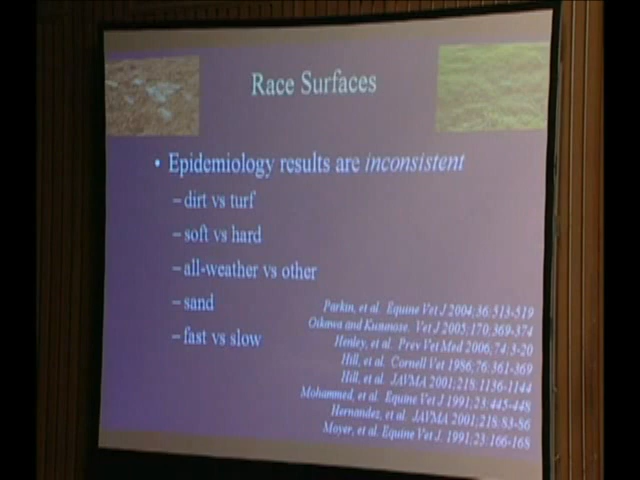 Race Surfaces
• Epidemiology results are inconsistent
– dirt vs turf
– soft vs hard
– all-weather vs other
– sand
– fast vs slow
Parkin, et al. Equine Vet J 2004;36:513-519
Oikawa and Kusunose. Vet J 2005;170:369-374
Henley, et al. Prev Vet Med 2006;74:3-20
Hill, et al. Cornell Vet 1986;76:361-369
Hill, et al. JAVMA 2001;218:1136-1144
Mohammed, et al. Equine Vet J 1991;23:445-448
Hernandez, et al. JAVMA 2001;218:83-86
Moyer, et al. Equine Vet J. 1991;23:166-168